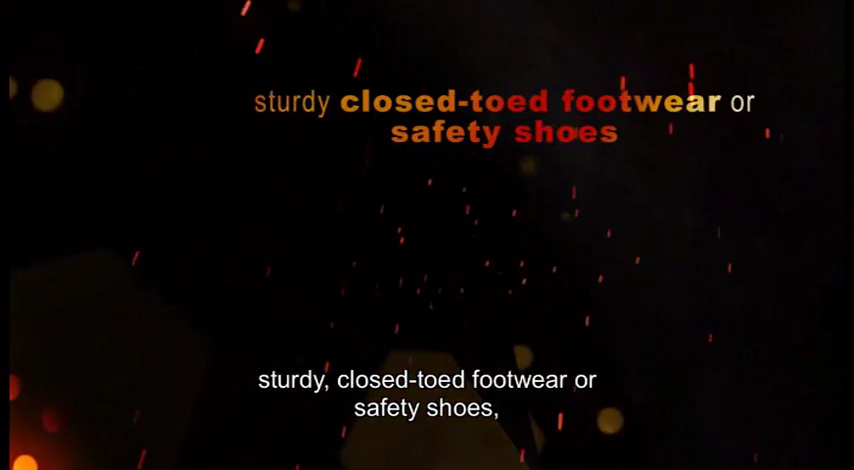 sturdy closed-toed footwear or
safety shoes
sturdy, closed-toed footwear or
safety shoes,